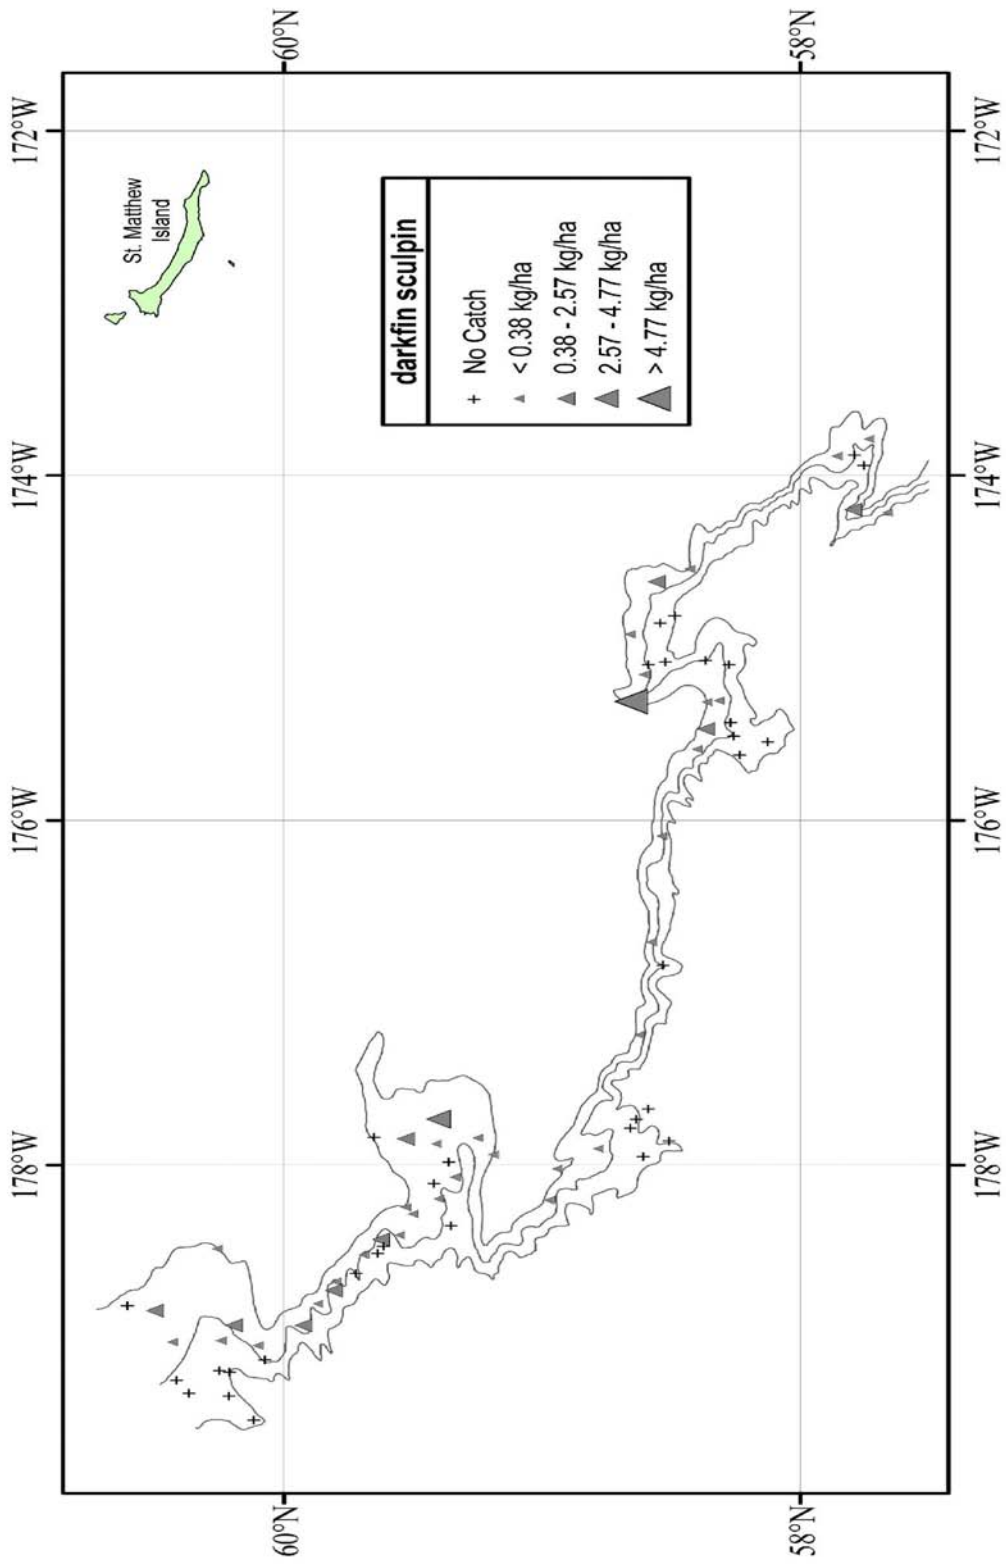 172°W
174°W
176°W
178°W
60°N
58°N
St. Matthew
Island
darkfin sculpin
No Catch
< 0.38 kg/ha
0.38 - 2.57 kg/ha
2.57 - 4.77 kg/ha
> 4.77 kg/ha
60°N
58°N
172°W
174°W
176°W
178°W